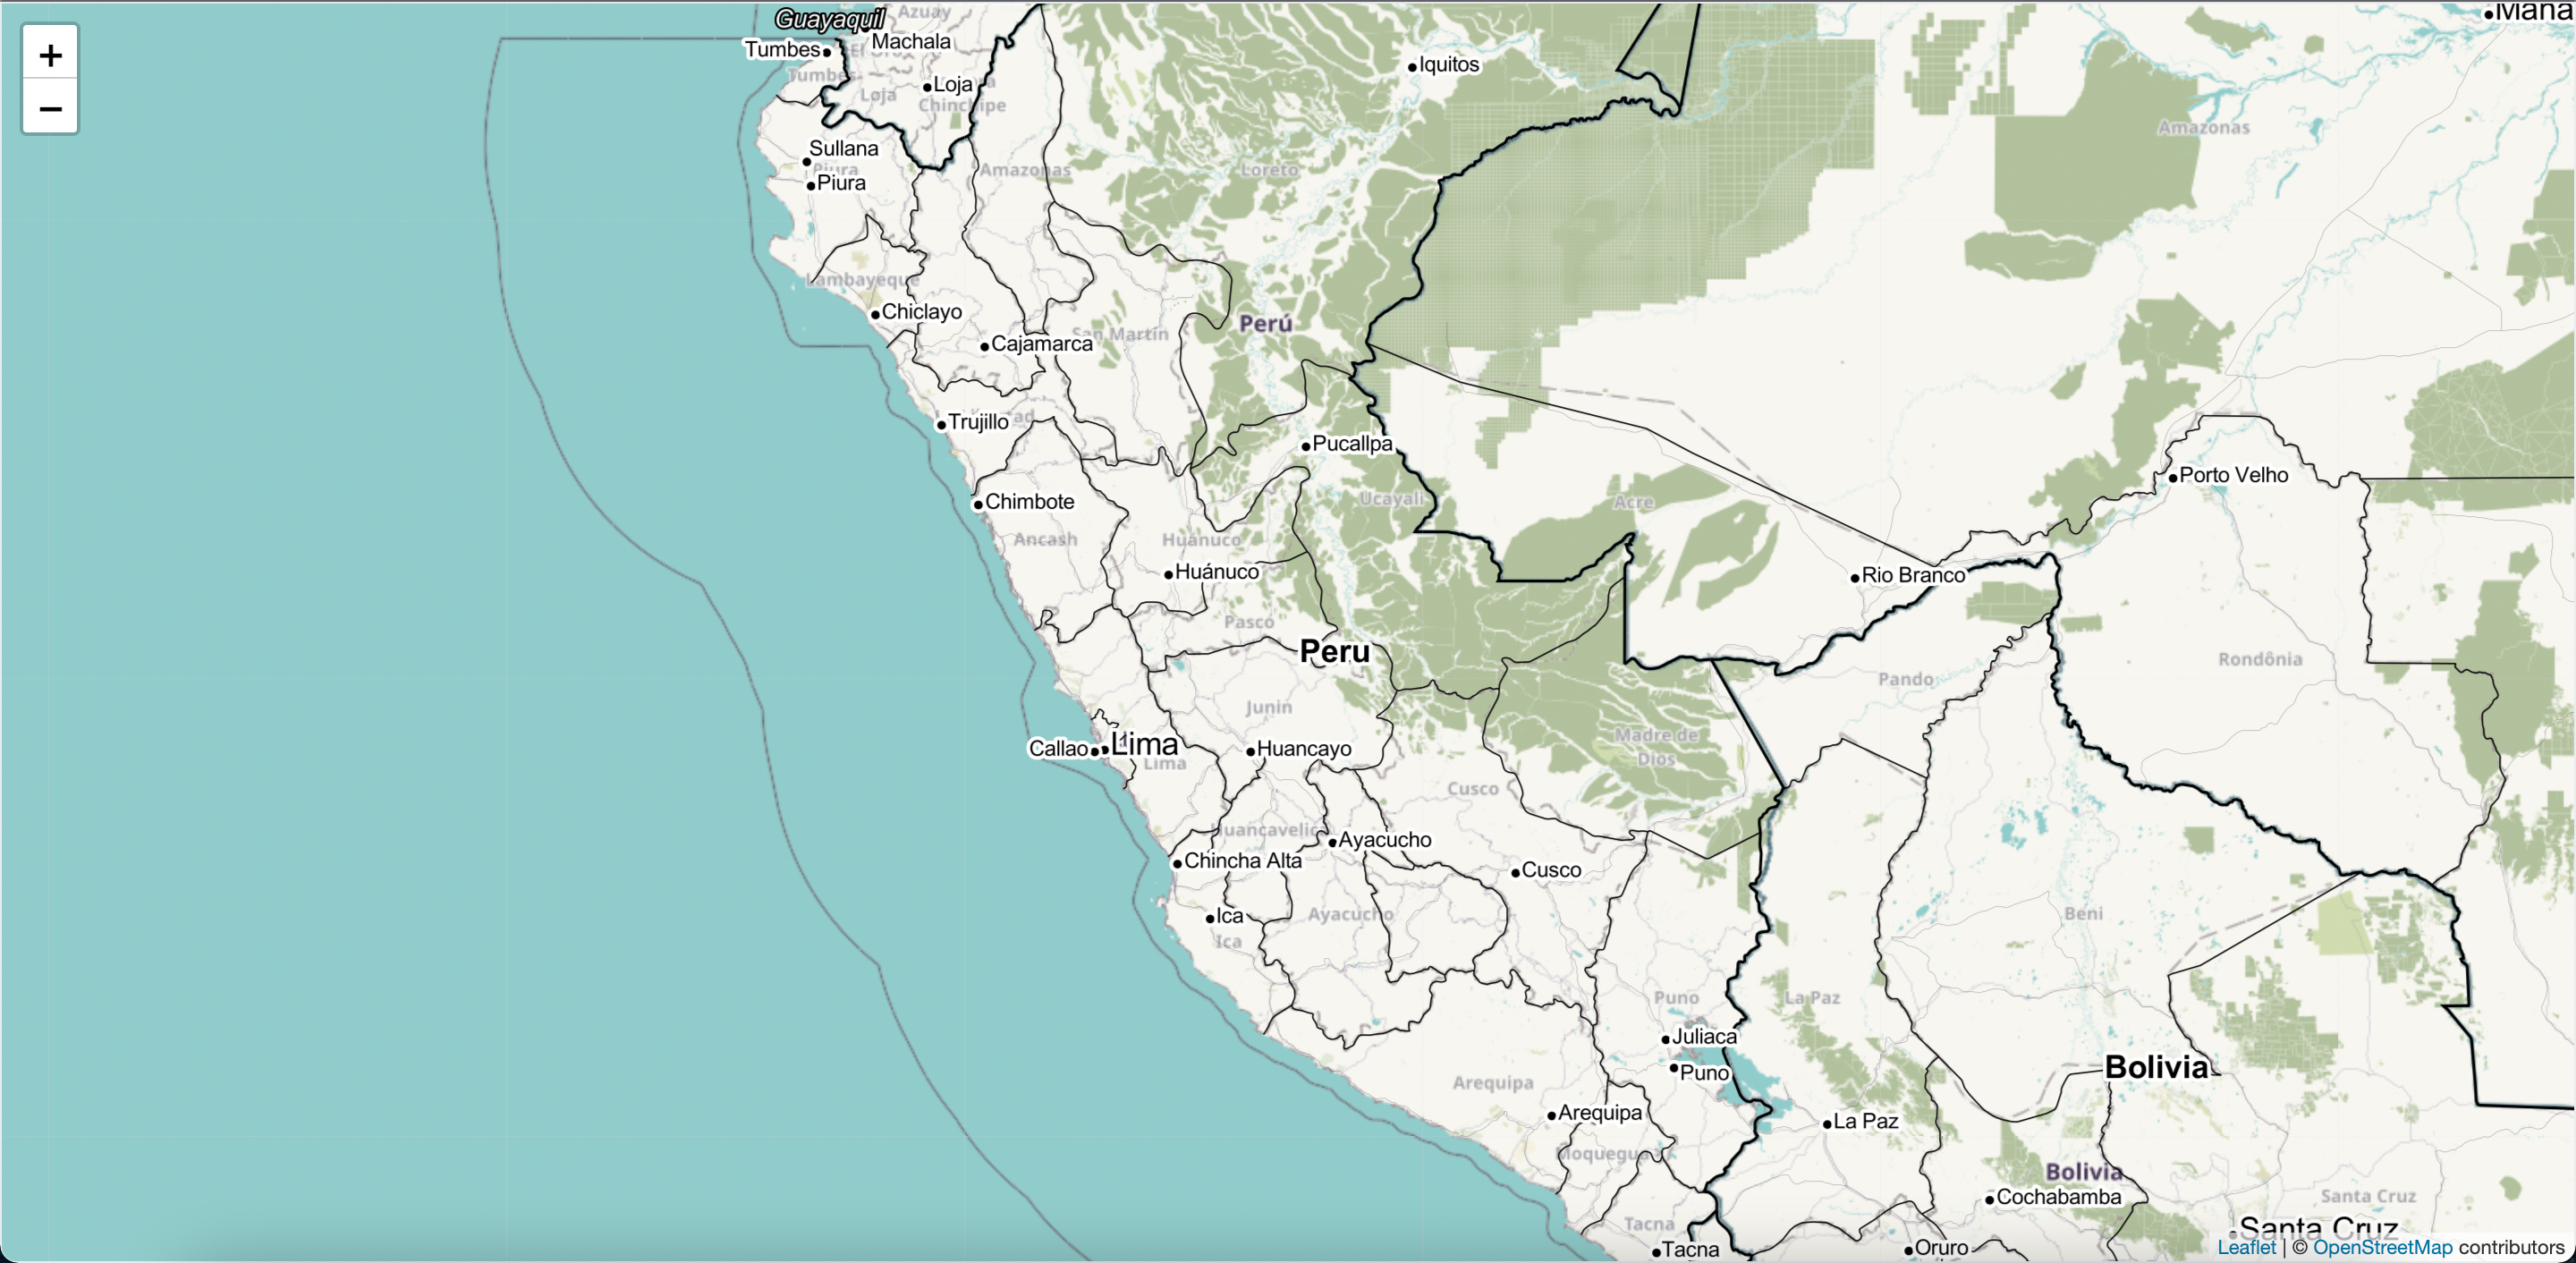 +
−
Guayaquil
Azuay
Machala
Tumbes
El Oro
Tumbes
Loja
Loja
Chinchipe
Iquitos
Amazonas
Sullana
Piura
Piura
Amazonas
Loreto
Lambayeque
Chiclayo
Perú
San Martín
Cajamarca
Trujillo
Pucallpa
Porto Velho
Chimbote
Ucayali
Acre
Ancash
Huánuco
Huánuco
Rio Branco
Pasco
Peru
Rondônia
Pando
Junín
Madre de
Dios
Callao
Lima
Lima
Huancayo
Cusco
Huancavelica
Ayacucho
Chincha Alta
Cusco
Ica
Ayacucho
Beni
Ica
Puno
La Paz
Juliaca
Puno
Bolivia
Arequipa
Arequipa
La Paz
Moquegua
Bolivia
Cochabamba
Santa Cruz
Tacna
Santa Cruz
Tacna
Oruro
Leaflet | © OpenStreetMap contributors